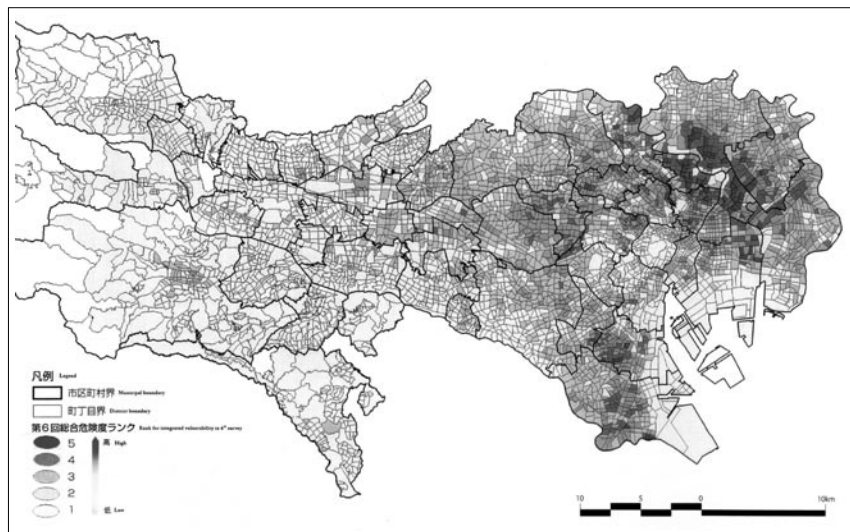 凡例 Legend
市区町村界 Municipal boundary
町丁目界 District boundary
第6回総合危険度ランク Rank for integrated vulnerability in 6th survey
5 高 High
4
3
2
1 低 Low
10 5 0 10km